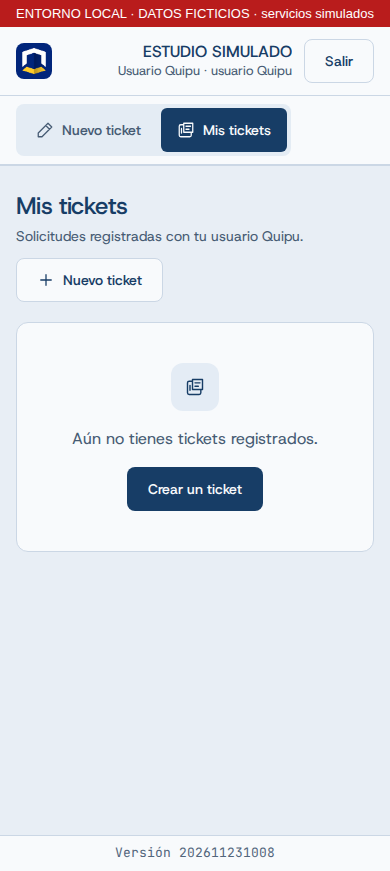 ENTORNO LOCAL · DATOS FICTICIOS · servicios simulados
ESTUDIO SIMULADO
Usuario Quipu · usuario Quipu
Salir
Nuevo ticket
Mis tickets
Mis tickets
Solicitudes registradas con tu usuario Quipu.
Nuevo ticket
Aún no tienes tickets registrados.
Crear un ticket
Versión 202611231008